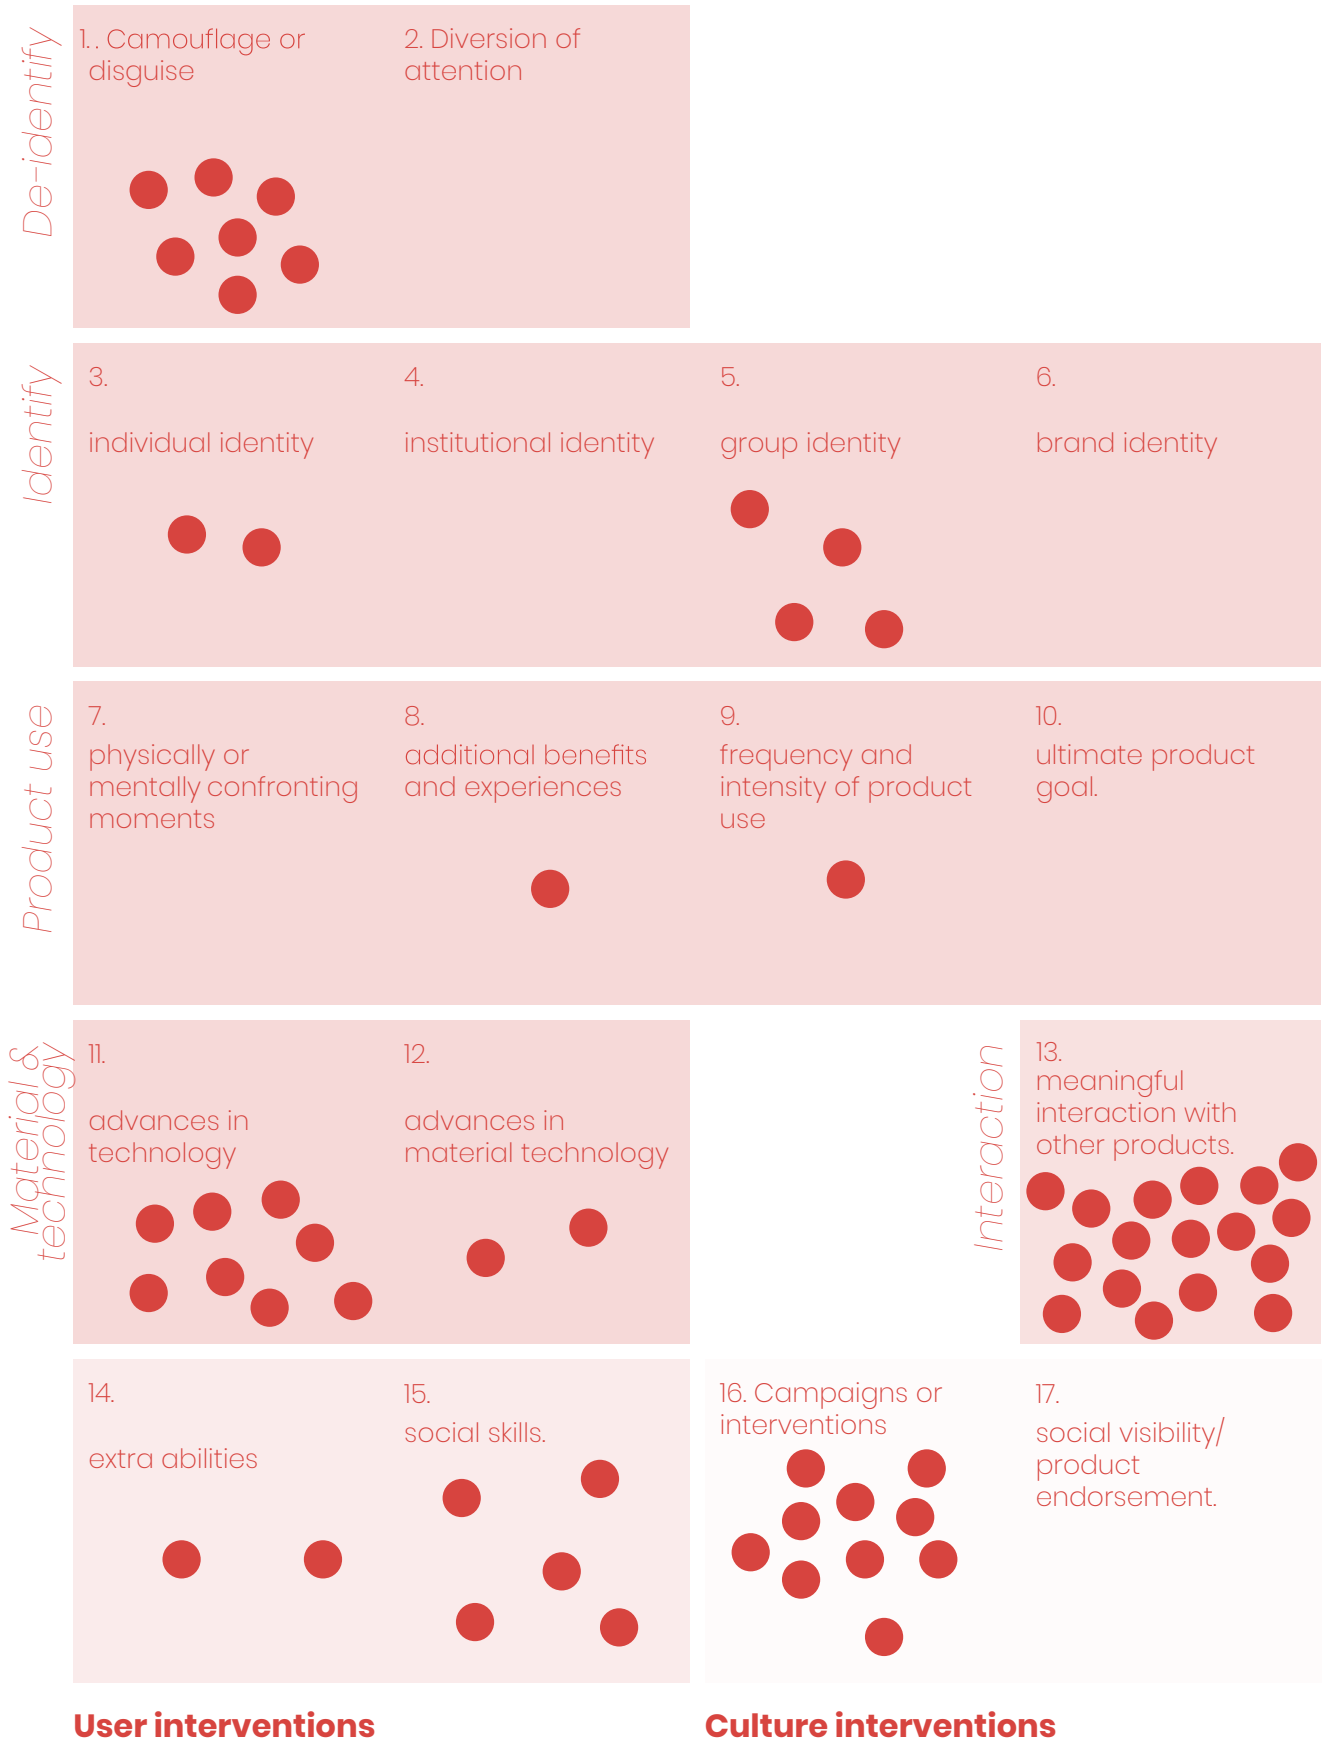 De-identify
1. . Camouflage or
disguise
2. Diversion of
attention
Identify
3.
individual identity
4.
institutional identity
5.
group identity
6.
brand identity
Product use
7.
physically or
mentally confronting
moments
8.
additional benefits
and experiences
9.
frequency and
intensity of product
use
10.
ultimate product
goal.
Material &
technology
11.
advances in
technology
12.
advances in
material technology
Interaction
13.
meaningful
interaction with
other products.
14.
extra abilities
15.
social skills.
16. Campaigns or
interventions
17.
social visibility/
product
endorsement.
User interventions
Culture interventions